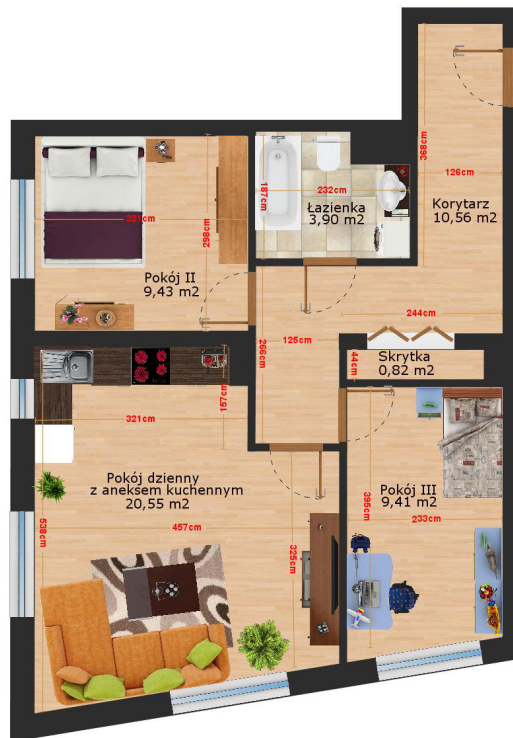 368cm
126cm
Korytarz
10,56 m2
187cm
232cm
Łazienka
3,90 m2
321cm
298cm
Pokój II
9,43 m2
244cm
125cm
266cm
Skrytka
0,82 m2
44cm
157cm
321cm
Pokój dzienny
z aneksem kuchennym
20,55 m2
457cm
538cm
325cm
395cm
Pokój III
9,41 m2
233cm